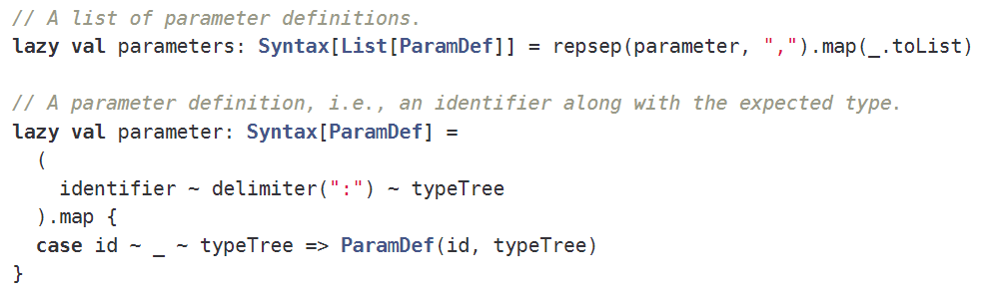 // A list of parameter definitions.
lazy val parameters: Syntax[List[ParamDef]] = repsep(parameter, ",").map(_.toList)
// A parameter definition, i.e., an identifier along with the expected type.
lazy val parameter: Syntax[ParamDef] =
(
identifier ~ delimiter(":") ~ typeTree
).map {
case id ~ _ ~ typeTree => ParamDef(id, typeTree)
}